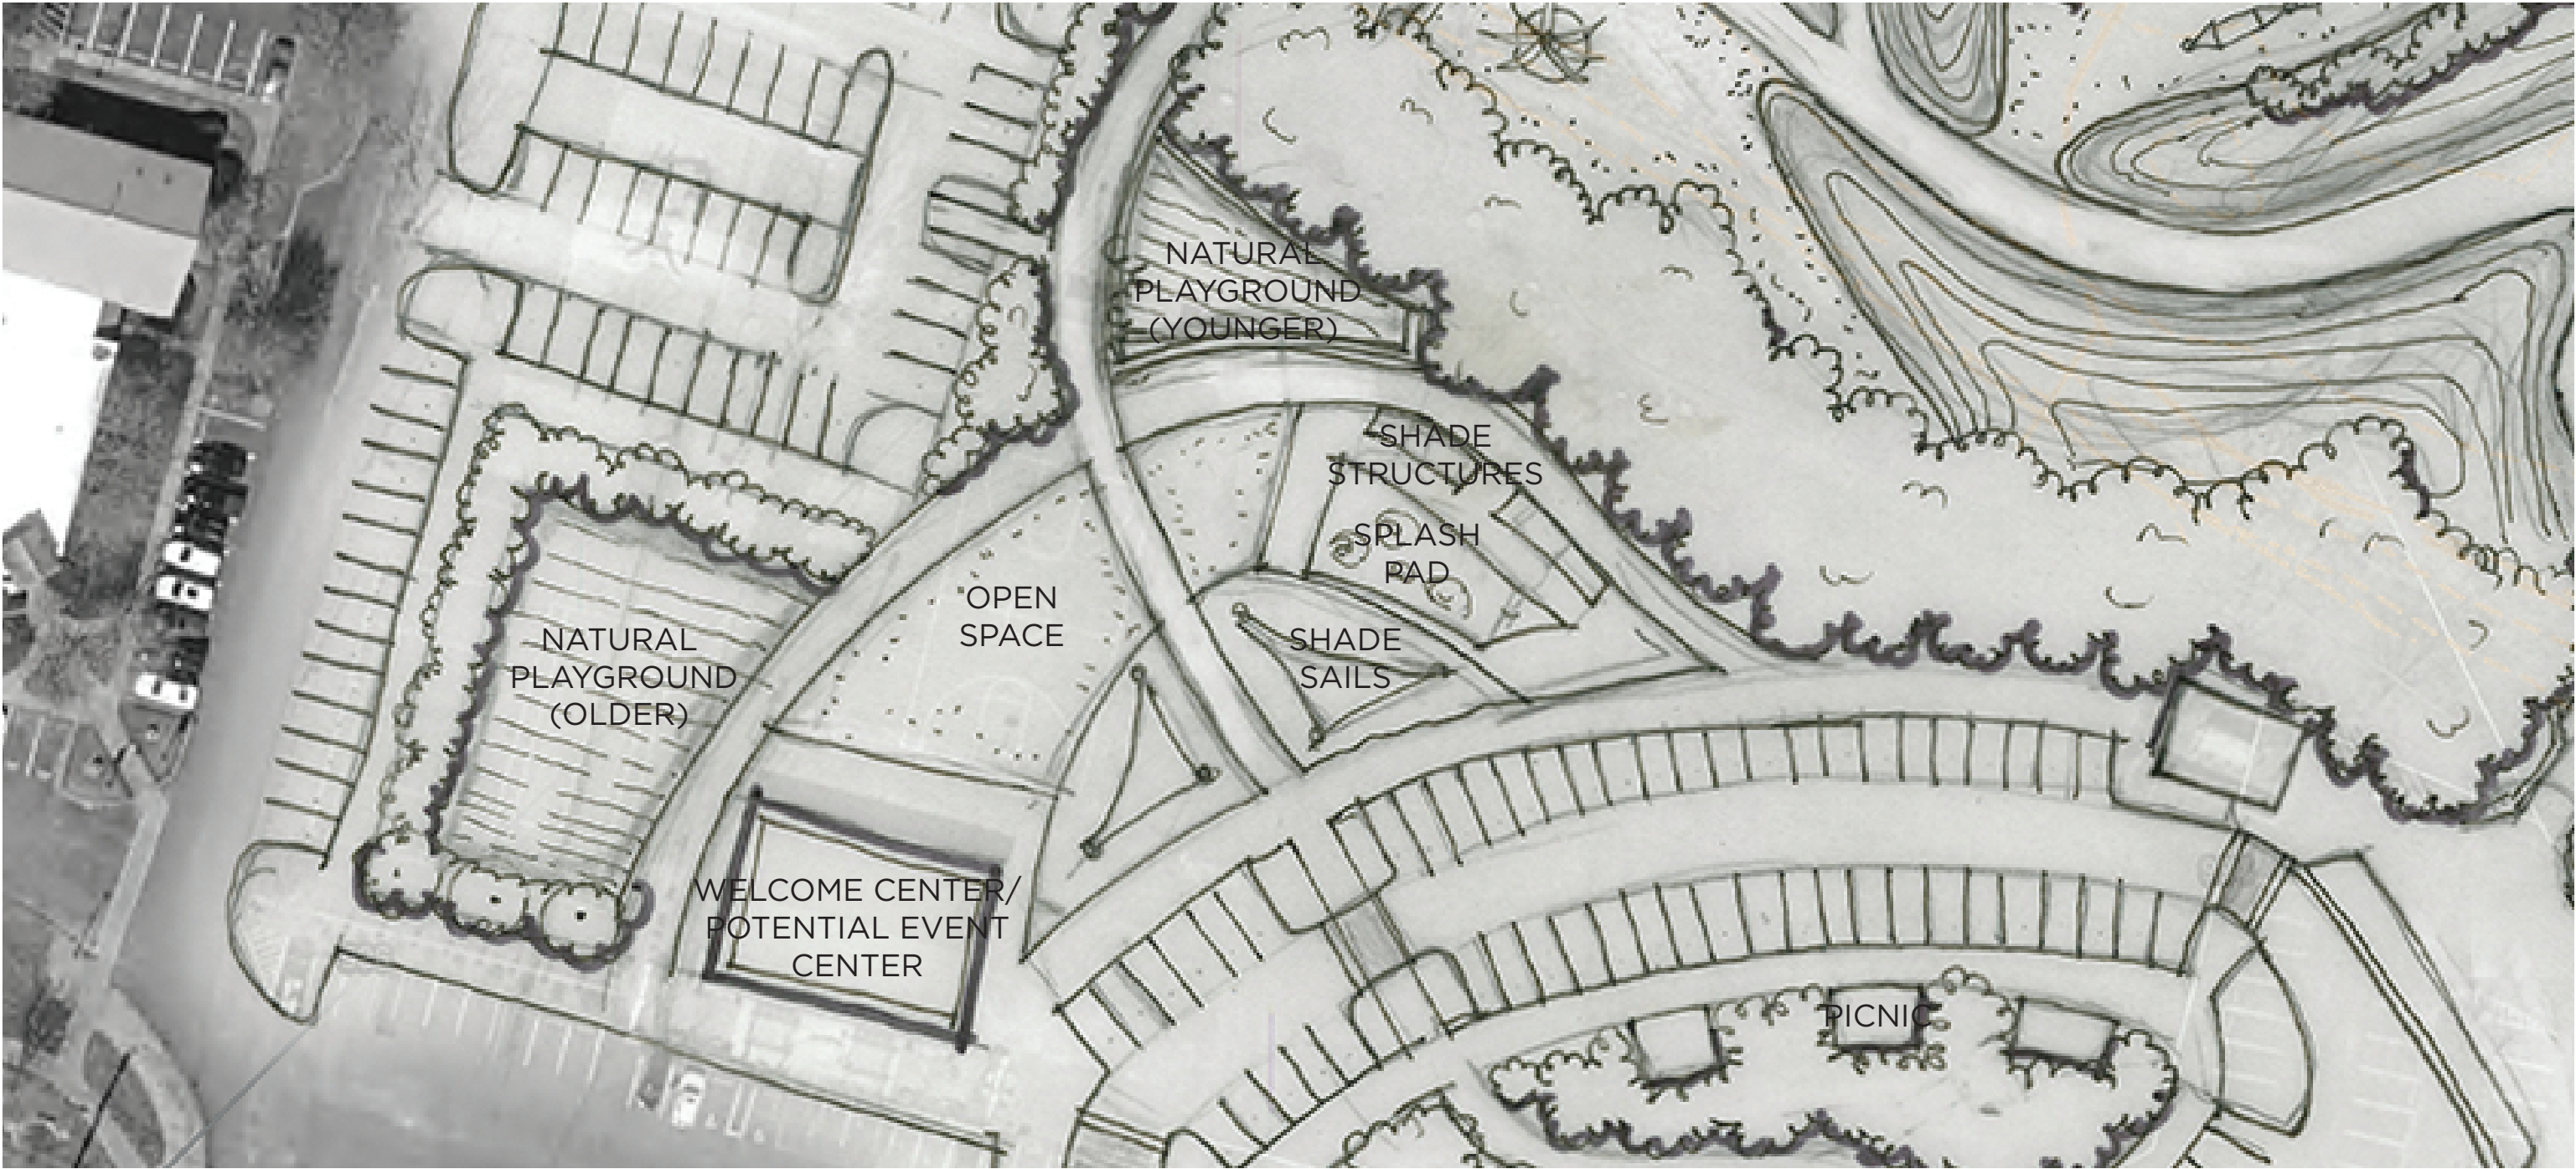 NATURAL
PLAYGROUND
(YOUNGER)
SHADE
STRUCTURES
SPLASH
PAD
OPEN
SPACE
SHADE
SAILS
NATURAL
PLAYGROUND
(OLDER)
WELCOME CENTER/
POTENTIAL EVENT
CENTER
PICNIC